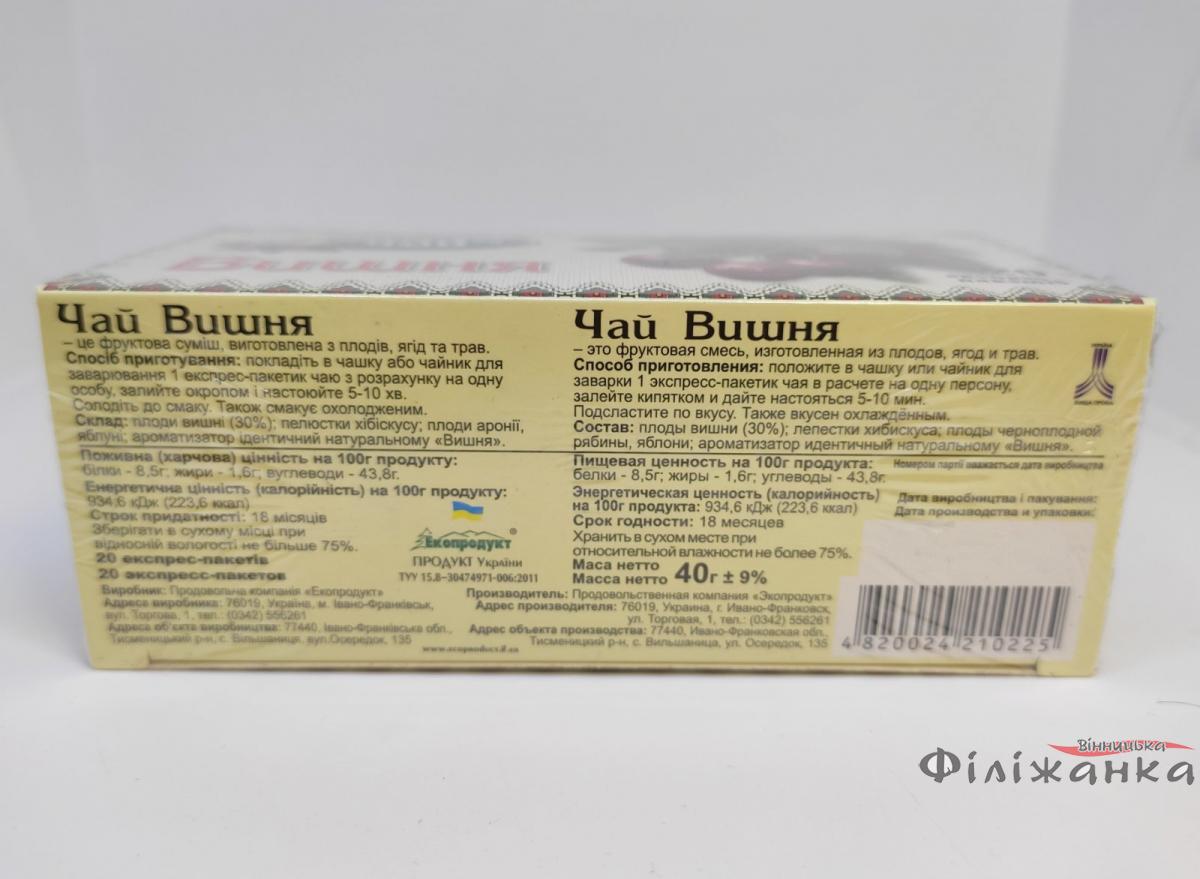 Вишня
Чай Вишня
– це фруктова суміш, виготовлена з плодів, ягід та трав.
Спосіб приготування: покладіть в чашку або чайник для
заварювання 1 експрес-пакетик чаю з розрахунку на одну
особу, залийте окропом і настоюйте 5-10 хв.
Солодіть до смаку. Також смакує охолодженим.
Склад: плоди вишні (30%); пелюстки хібіскусу; плоди аронії,
яблуні; ароматизатор ідентичний натуральному «Вишня».
Поживна (харчова) цінність на 100г продукту:
білки - 8,5г; жири - 1,6г; вуглеводи - 43,8г.
Енергетична цінність (калорійність) на 100г продукту:
934,6 кДж (223,6 ккал)
Строк придатності: 18 місяців
Зберігати в сухому місці при
відносній вологості не більше 75%.
20 експрес-пакетів
20 экспресс-пакетов
Екопродукт®
ПРОДУКТ України
ТУУ 15.8-30474971-006:2011
Виробник: Продовольча компанія «Екопродукт»
Адреса виробника: 76019, Україна, м. Івано-Франківськ,
вул. Торгова, 1, тел.: (0342) 556261
Адреса об'єкта виробництва: 77440, Івано-Франківська обл.,
Тисменицький р-н, с. Вільшаниця, вул.Осередок, 135
www.ecoproduct.if.ua
Чай Вишня
– это фруктовая смесь, изготовленная из плодов, ягод и трав.
Способ приготовления: положите в чашку или чайник для
заварки 1 экспресс-пакетик чая в расчете на одну персону,
залейте кипятком и дайте настояться 5-10 мин.
Подсластите по вкусу. Также вкусен охлаждённым.
Состав: плоды вишни (30%); лепестки хибискуса; плоды черноплодной
рябины, яблони; ароматизатор идентичный натуральному «Вишня».
Пищевая ценность на 100г продукта:
белки - 8,5г; жиры - 1,6г; углеводы - 43,8г.
Энергетическая ценность (калорийность)
на 100г продукта: 934,6 кДж (223,6 ккал)
Срок годности: 18 месяцев
Хранить в сухом месте при
относительной влажности не более 75%.
Маса нетто
Масса нетто 40г ± 9%
Производитель: Продовольственная компания «Экопродукт»
Адрес производителя: 76019, Украина, г. Ивано-Франковск,
ул. Торговая, 1, тел.: (0342) 556261
Адрес объекта производства: 77440, Ивано-Франковская обл.,
Тисменицкий р-н, с. Вильшаница, ул. Осередок, 135
Номером партії вважається дата виробництва
Дата виробництва і пакування:
Дата производства и упаковки:
4 820024 210225
Вінницька
Філіжанка